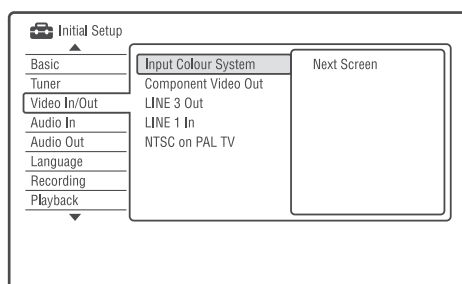 Initial Setup
Basic
Tuner
Video In/Out
Audio In
Audio Out
Language
Recording
Playback
Input Colour System
Component Video Out
LINE 3 Out
LINE 1 In
NTSC on PAL TV
Next Screen